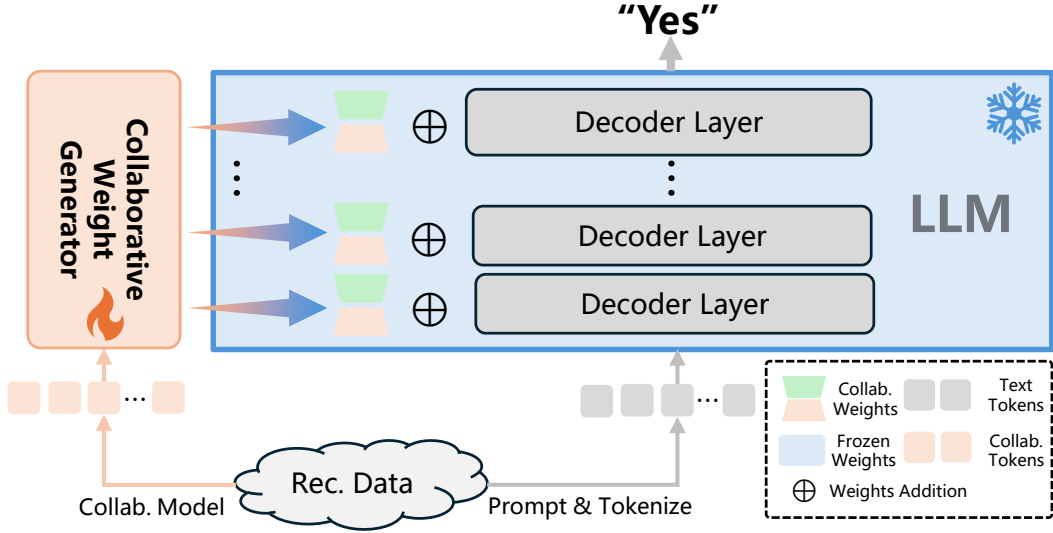 “Yes”
Collaborative
Weight
Generator
Decoder Layer
Decoder Layer
Decoder Layer
LLM
Rec. Data
Collab. Model
Prompt & Tokenize
Collab.
Weights
Text
Tokens
Frozen
Weights
Collab.
Tokens
Weights Addition